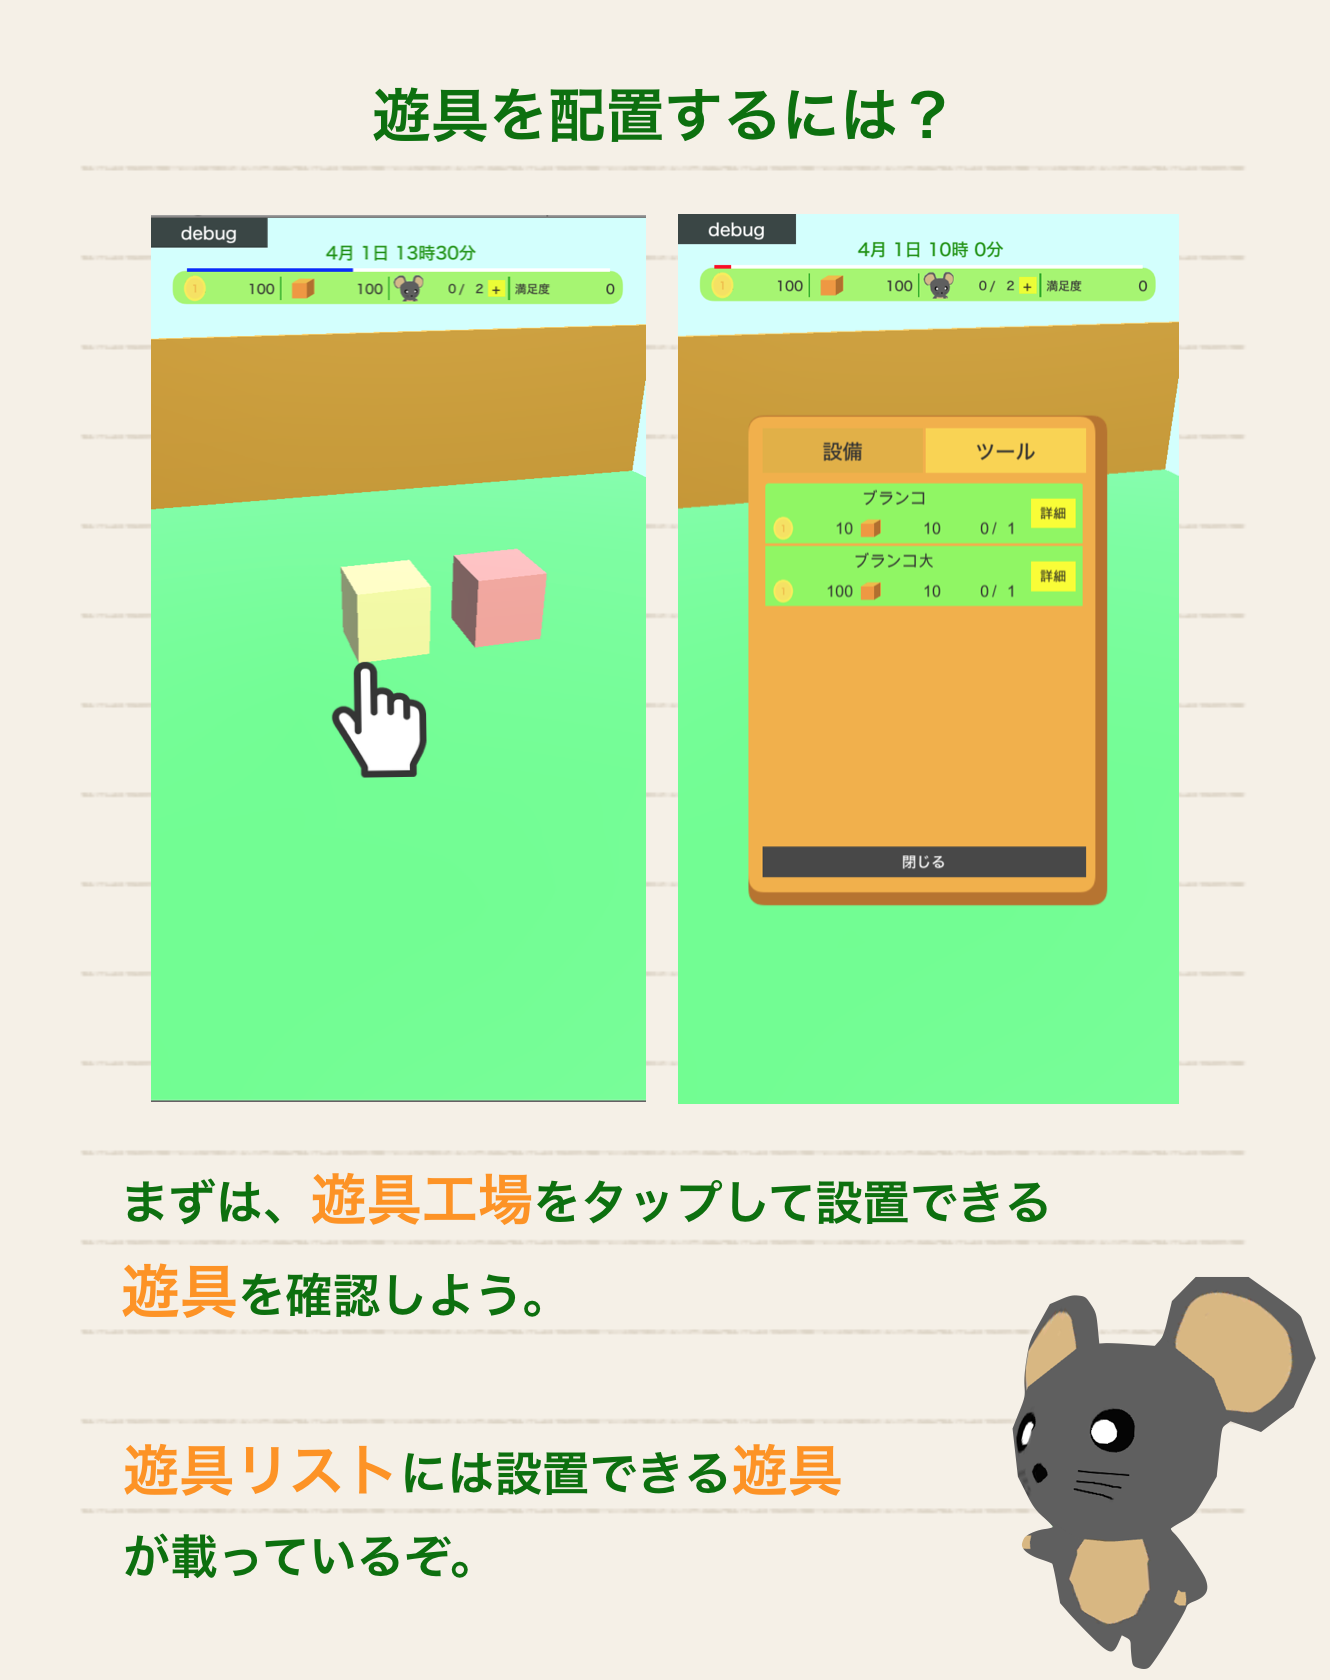 遊具を配置するには？
debug
4月 1日 13時30分
1 100 100 0/ 2 + 満足度 0
debug
4月 1日 10時 0分
1 100 100 0/ 2 + 満足度 0
設備 ツール
ブランコ
1 10 10 0/ 1 詳細
ブランコ大
1 100 10 0/ 1 詳細
閉じる
まずは、遊具工場をタップして設置できる
遊具を確認しよう。
遊具リストには設置できる遊具
が載っているぞ。